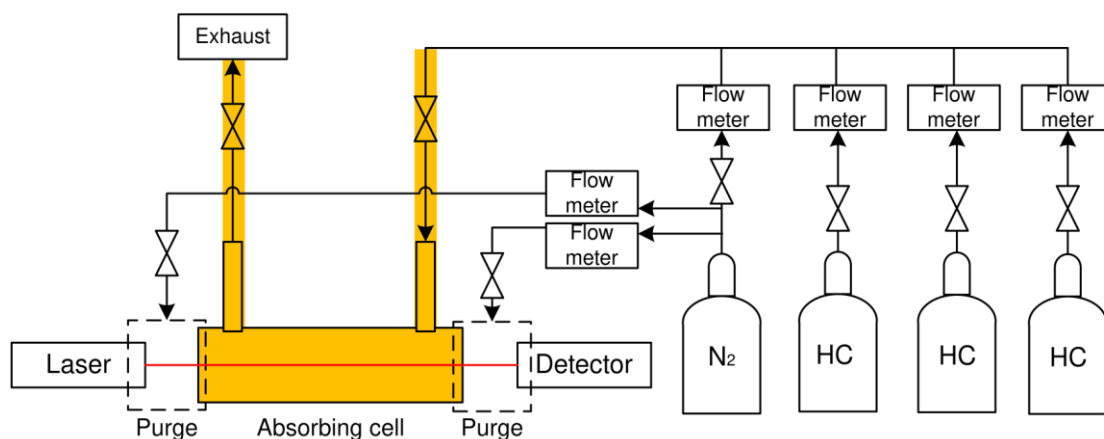 Exhaust
Flow
meter
Flow
meter
Flow
meter
Flow
meter
Flow
meter
Flow
meter
Laser
Detector
N₂
HC
HC
HC
Purge
Absorbing cell
Purge